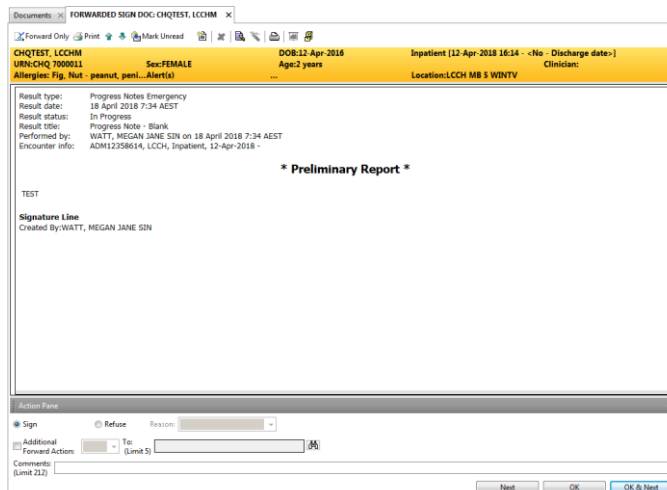 Documents × FORWARDED SIGN DOC: CHQTEST, LCCHM ×
Forward Only Print Mark Unread
CHQTEST, LCCHM DOB:12-Apr-2016 Inpatient [12-Apr-2018 16:14 - <No - Discharge date>]
URN:CHQ 7000011 Sex:FEMALE Age:2 years Clinician:
Allergies: Fig, Nut - peanut, peni...Alert(s) ... Location:LCCH MB 5 WINTV
Result type: Progress Notes Emergency
Result date: 18 April 2018 7:34 AEST
Result status: In Progress
Result title: Progress Note - Blank
Performed by: WATT, MEGAN JANE SIN on 18 April 2018 7:34 AEST
Encounter info: ADM12358614, LCCH, Inpatient, 12-Apr-2018 -
* Preliminary Report *
TEST
Signature Line
Created By:WATT, MEGAN JANE SIN
Action Pane
Sign Refuse Reason:
Additional Forward Action: To: (Limit 5)
Comments:
(Limit 212)
Next OK OK & Next